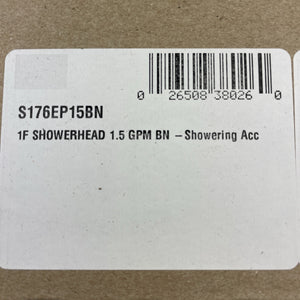 0 26508 38026 0
S176EP15BN
1F SHOWERHEAD 1.5 GPM BN – Showering Acc